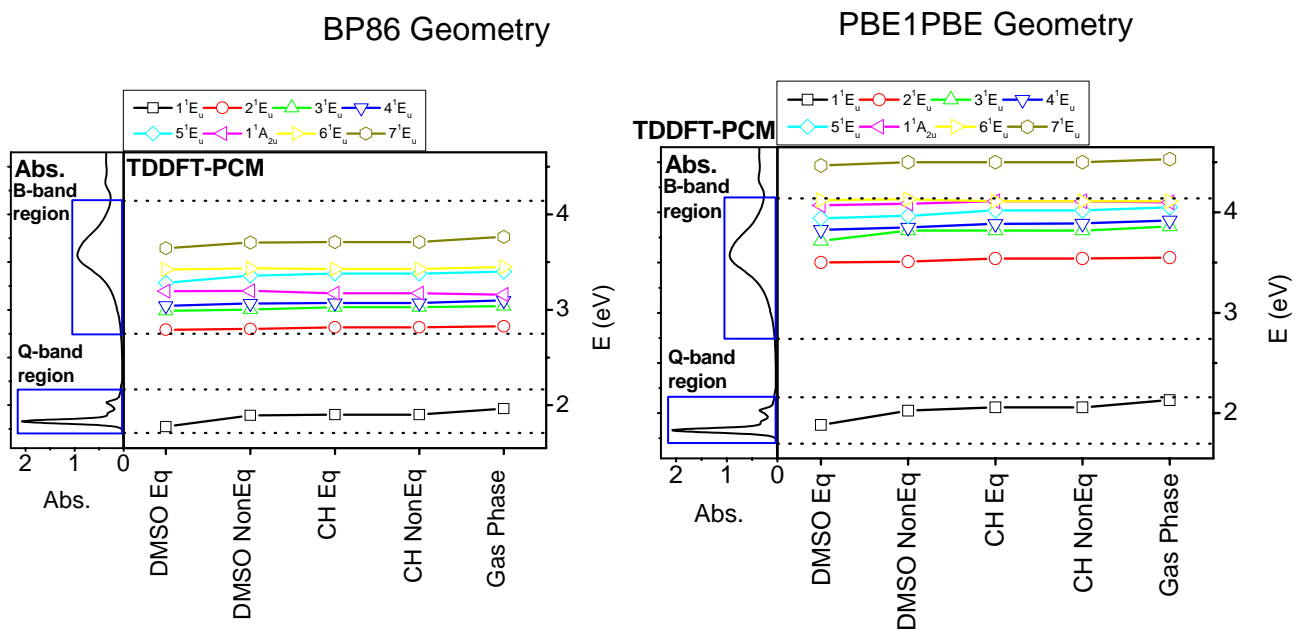 BP86 Geometry
1¹Eᵤ 2¹Eᵤ 3¹Eᵤ 4¹Eᵤ
5¹Eᵤ 1¹A₂ᵤ 6¹Eᵤ 7¹Eᵤ
Abs.
B-band
region
TDDFT-PCM
Q-band
region
4
3
2
E (eV)
2 1 0
Abs.
DMSO Eq
DMSO NonEq
CH Eq
CH NonEq
Gas Phase
PBE1PBE Geometry
1¹Eᵤ 2¹Eᵤ 3¹Eᵤ 4¹Eᵤ
5¹Eᵤ 1¹A₂ᵤ 6¹Eᵤ 7¹Eᵤ
TDDFT-PCM
Abs.
B-band
region
Q-band
region
4
3
2
E (eV)
2 1 0
Abs.
DMSO Eq
DMSO NonEq
CH Eq
CH NonEq
Gas Phase